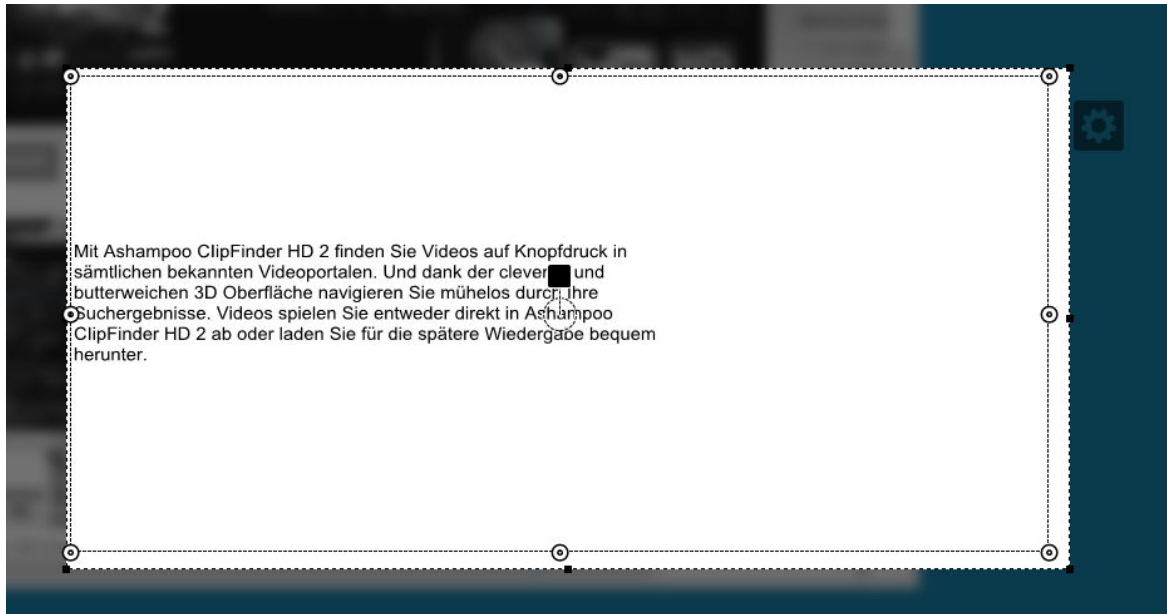 Mit Ashampoo ClipFinder HD 2 finden Sie Videos auf Knopfdruck in
sämtlichen bekannten Videoportalen. Und dank der cleveren und
butterweichen 3D Oberfläche navigieren Sie mühelos durch ihre
Suchergebnisse. Videos spielen Sie entweder direkt in Ashampoo
ClipFinder HD 2 ab oder laden Sie für die spätere Wiedergabe bequem
herunter.